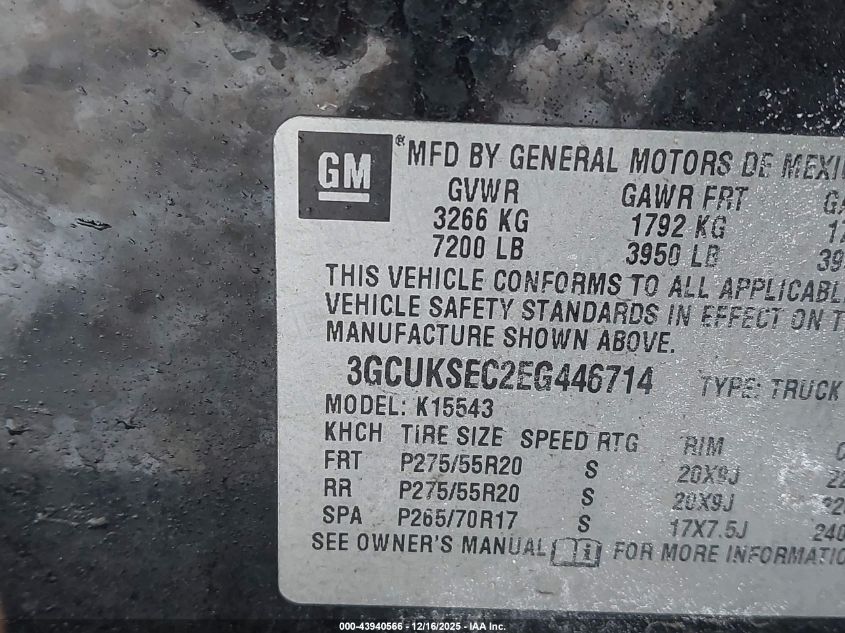 GM ® MFD BY GENERAL MOTORS DE
GVWR GAWR FRT
3266 KG 1792 KG
7200 LB 3950 LB
THIS VEHICLE CONFORMS TO ALL
VEHICLE SAFETY STANDARDS IN EFFECT ON
MANUFACTURE SHOWN ABOVE.
3GCUKSEC2EG446714 TYPE: TRUCK
MODEL: K15543
KHCH TIRE SIZE SPEED RTG RIM
FRT P275/55R20 S 20X9J
RR P275/55R20 S 20X9J
SPA P265/70R17 S 17X7.5J 240
SEE OWNER'S MANUAL FOR MORE
000-43940566 - 12/16/2025 - IAA Inc.